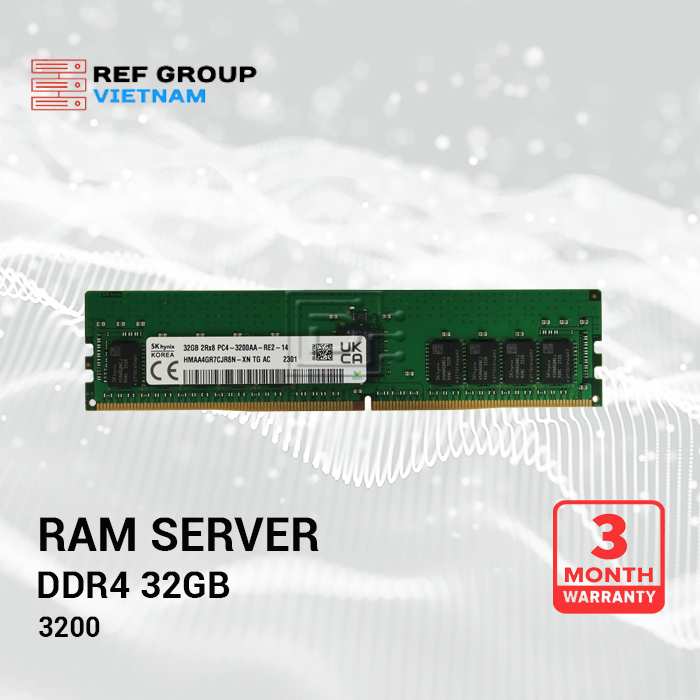 REF GROUP
VIETNAM
SK hynix
KOREA
32GB 2Rx8 PC4-3200AA-RE2-14
HMAA4GR7CJR8N-XN TG AC 2301
UK
CA
CE
RAM SERVER
DDR4 32GB
3200
3
MONTH
WARRANTY